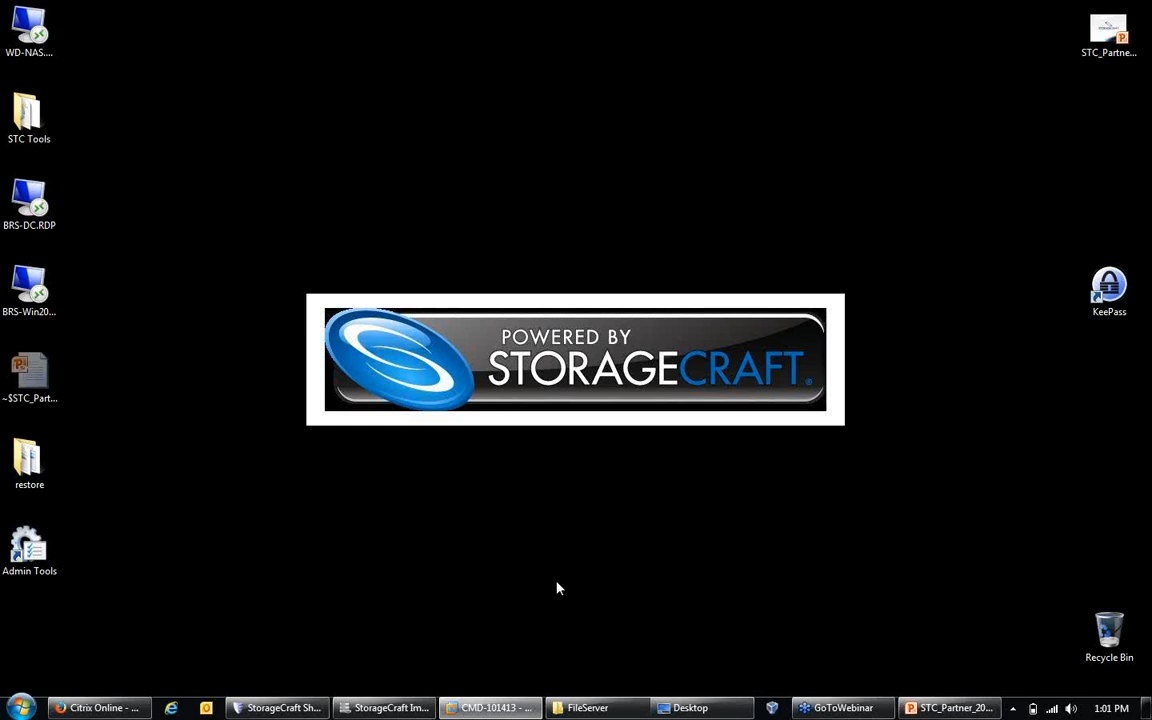 WD-NAS....
STC Tools
BRS-DC.RDP
BRS-Win20...
~$STC_Part...
restore
Admin Tools
POWERED BY
STORAGECRAFT®
STC_Partne...
KeePass
Recycle Bin
Citrix Online - ...
StorageCraft Sh...
StorageCraft Im...
CMD-101413 - ...
FileServer
Desktop
GoToWebinar
STC_Partner_20...
1:01 PM